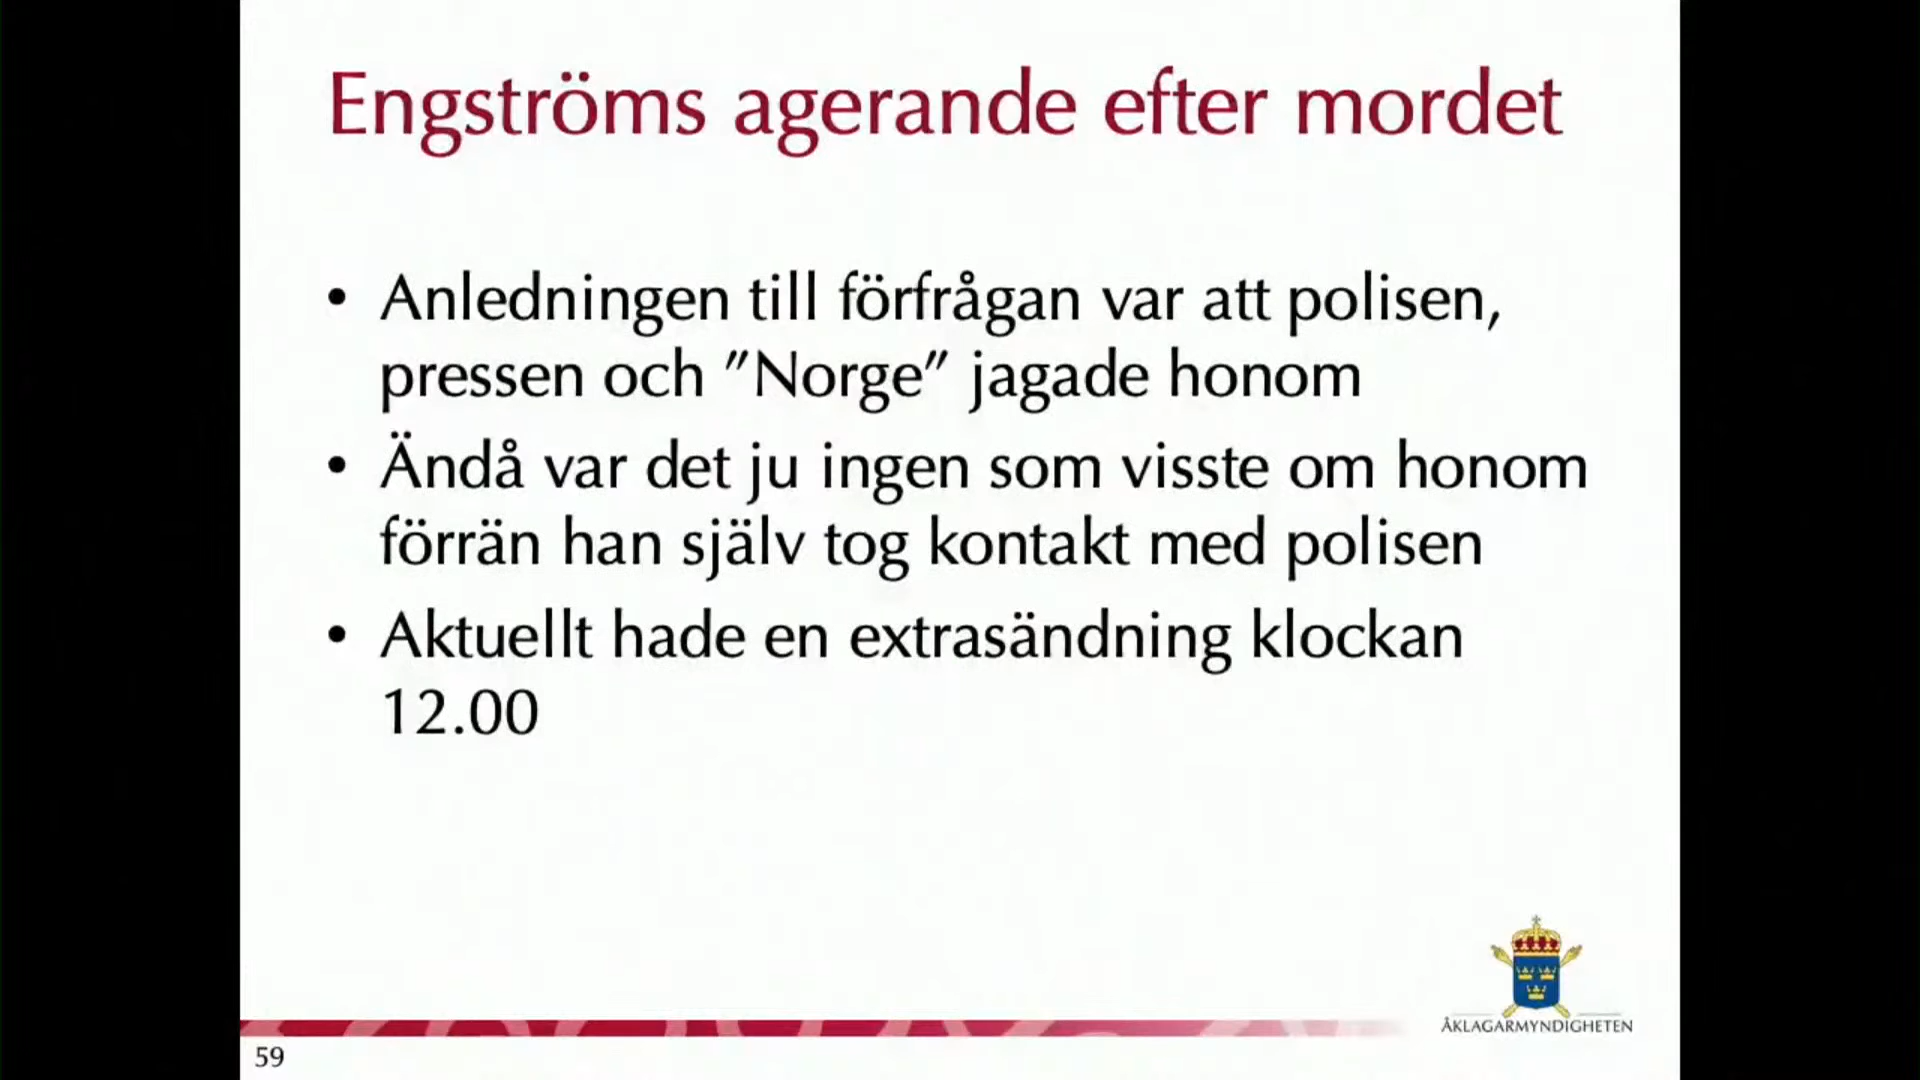 Engströms agerande efter mordet
• Anledningen till förfrågan var att polisen,
pressen och ”Norge” jagade honom
• Ändå var det ju ingen som visste om honom
förrän han själv tog kontakt med polisen
• Aktuellt hade en extrasändning klockan
12.00
ÅKLAGARMYNDIGHETEN
59